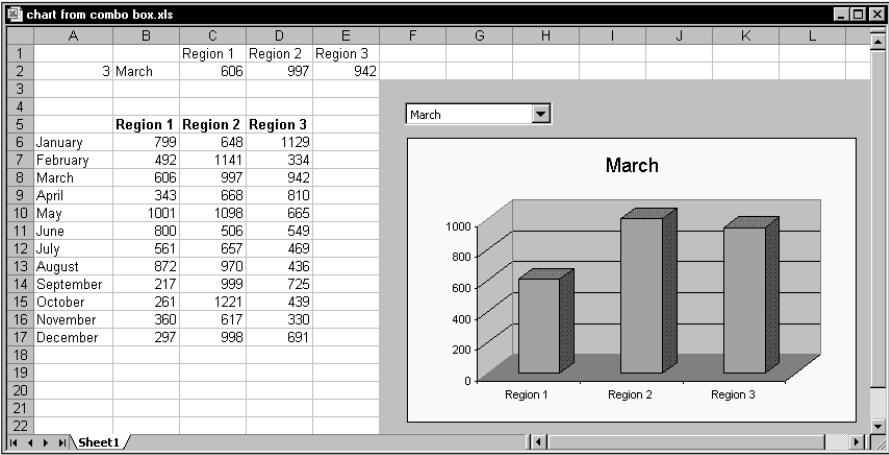 chart from combo box.xls
A B C D E F G H I J K L
1 Region 1 Region 2 Region 3
2 3 March 606 997 942
3
4
March
5 Region 1 Region 2 Region 3
6 January 799 648 1129
7 February 492 1141 334
8 March 606 997 942
9 April 343 668 810
10 May 1001 1098 665
11 June 800 506 549
12 July 561 657 469
13 August 872 970 436
14 September 217 999 725
15 October 261 1221 439
16 November 360 617 330
17 December 297 998 691
18
19
20
21
22
March
1000
800
600
400
200
0
Region 1 Region 2 Region 3
Sheet1